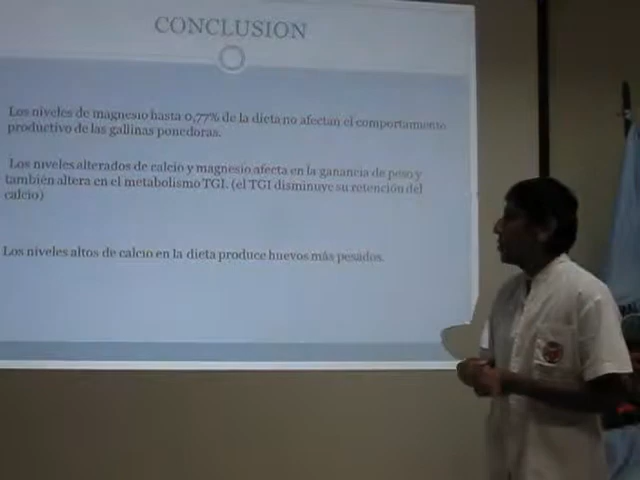 CONCLUSION
Los niveles de magnesio hasta 0,77% de la dieta no afectan el comportamiento
productivo de las gallinas ponedoras.
Los niveles alterados de calcio y magnesio afecta en la ganancia de peso y
también altera en el metabolismo TGI. (el TGI disminuye su retención del
calcio)
Los niveles altos de calcio en la dieta produce huevos más pesados.